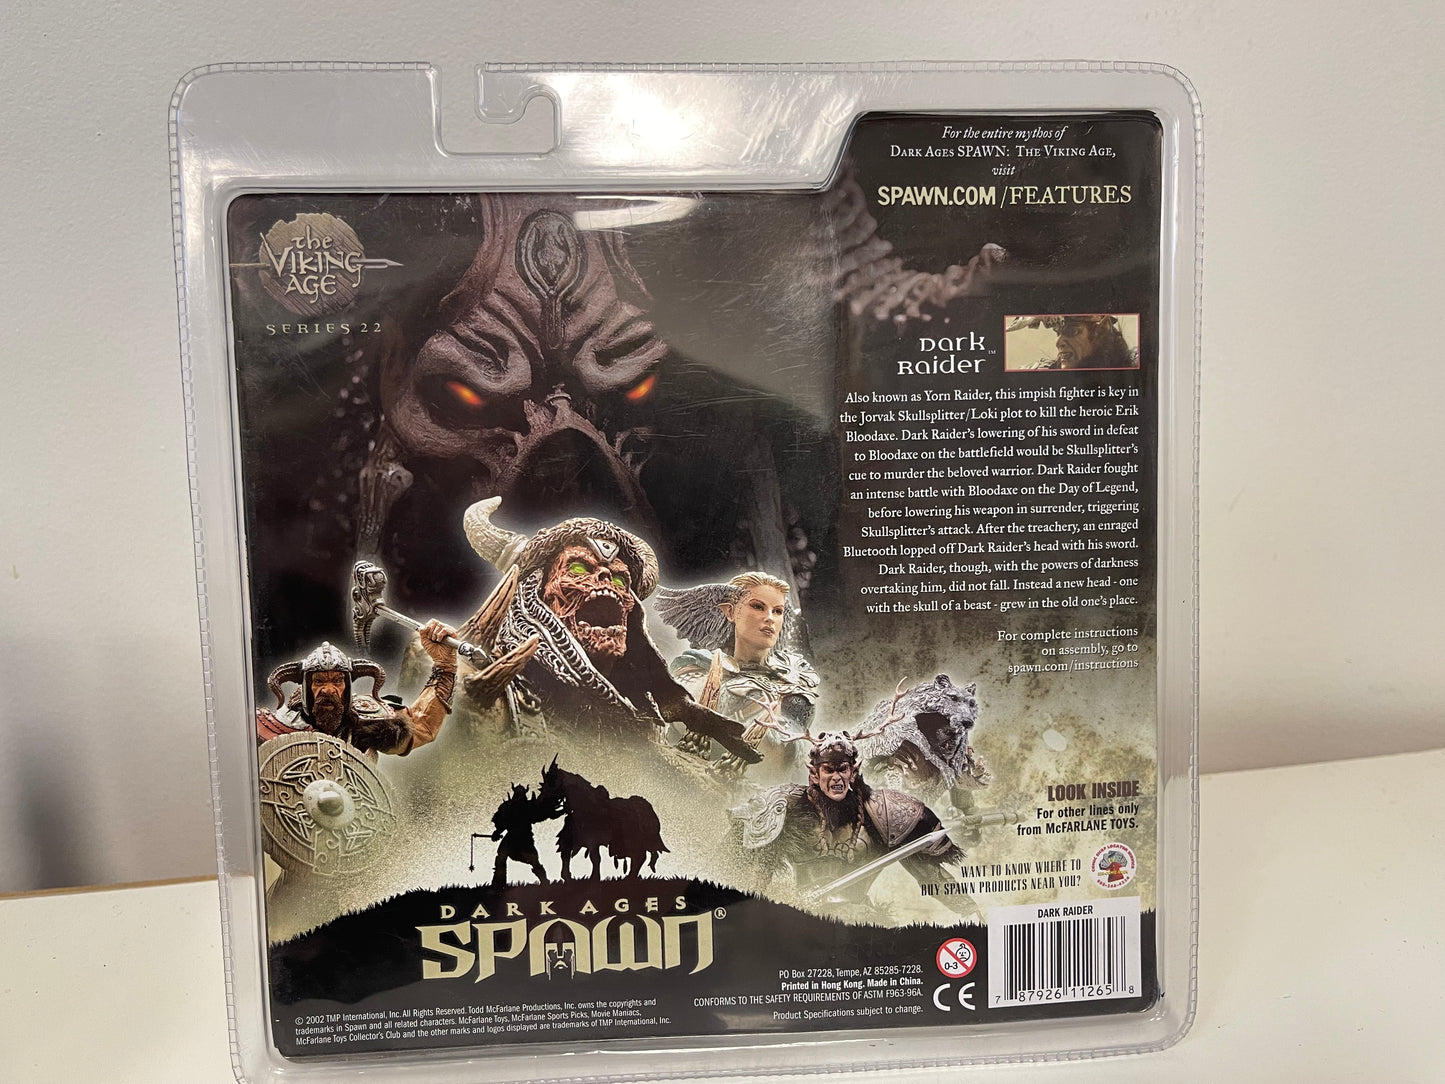 For the entire mythos of
DARK AGES SPAWN: THE VIKING AGE,
visit
SPAWN.COM/FEATURES
the
VIKING
AGE
SERIES 22
Dark
Raider™
Also known as Yorn Raider, this impish fighter is key in
the Jorvak Skullsplitter/Loki plot to kill the heroic Erik
Bloodaxe. Dark Raider's lowering of his sword in defeat
to Bloodaxe on the battlefield would be Skullsplitter's
cue to murder the beloved warrior. Dark Raider fought
an intense battle with Bloodaxe on the Day of Legend,
before lowering his weapon in surrender, triggering
Skullsplitter's attack. After the treachery, an enraged
Bluetooth lopped off Dark Raider's head with his sword.
Dark Raider, though, with the powers of darkness
overtaking him, did not fall. Instead a new head - one
with the skull of a beast - grew in the old one's place.
For complete instructions
on assembly, go to
spawn.com/instructions
LOOK INSIDE
For other lines only
from McFARLANE TOYS.
WANT TO KNOW WHERE TO
BUY SPAWN PRODUCTS NEAR YOU?
DARK AGES
SPAWN®
DARK RAIDER
7 87926 11265 8
0-3
CE
PO Box 27228, Tempe, AZ 85285-7228.
Printed in Hong Kong. Made in China.
CONFORMS TO THE SAFETY REQUIREMENTS OF ASTM F963-96A.
Product Specifications subject to change.
© 2002 TMP International, Inc. All Rights Reserved. Todd McFarlane Productions, Inc. owns the copyrights and
trademarks in Spawn and all related characters. McFarlane Toys, McFarlane Sports Picks, Movie Maniacs,
McFarlane Toys Collector's Club and the other marks and logos displayed are trademarks of TMP International, Inc.